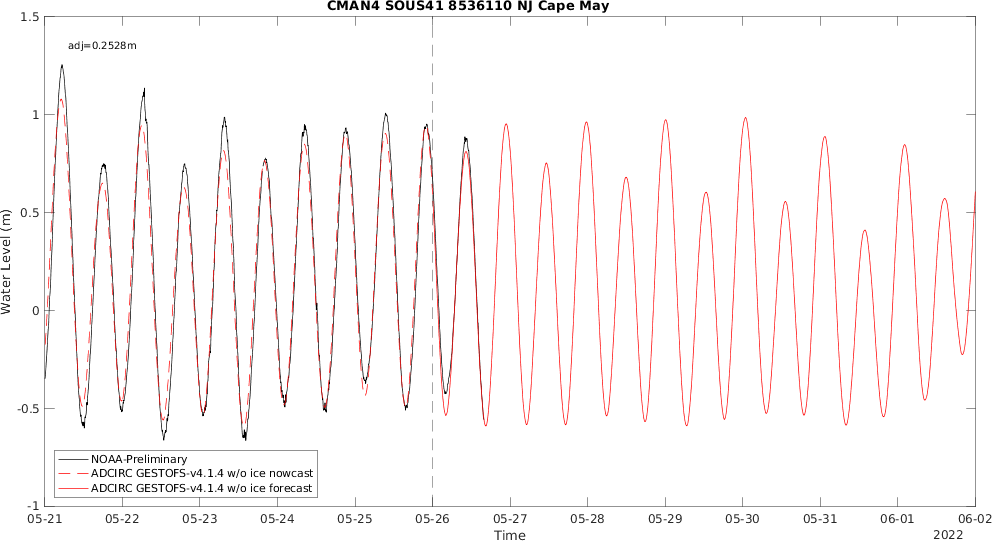 CMAN4 SOUS41 8536110 NJ Cape May
adj=0.2528m
1.5
1
0.5
0
-0.5
-1
Water Level (m)
NOAA-Preliminary
ADCIRC GESTOFS-v4.1.4 w/o ice nowcast
ADCIRC GESTOFS-v4.1.4 w/o ice forecast
05-21 05-22 05-23 05-24 05-25 05-26 05-27 05-28 05-29 05-30 05-31 06-01 06-02
Time
2022